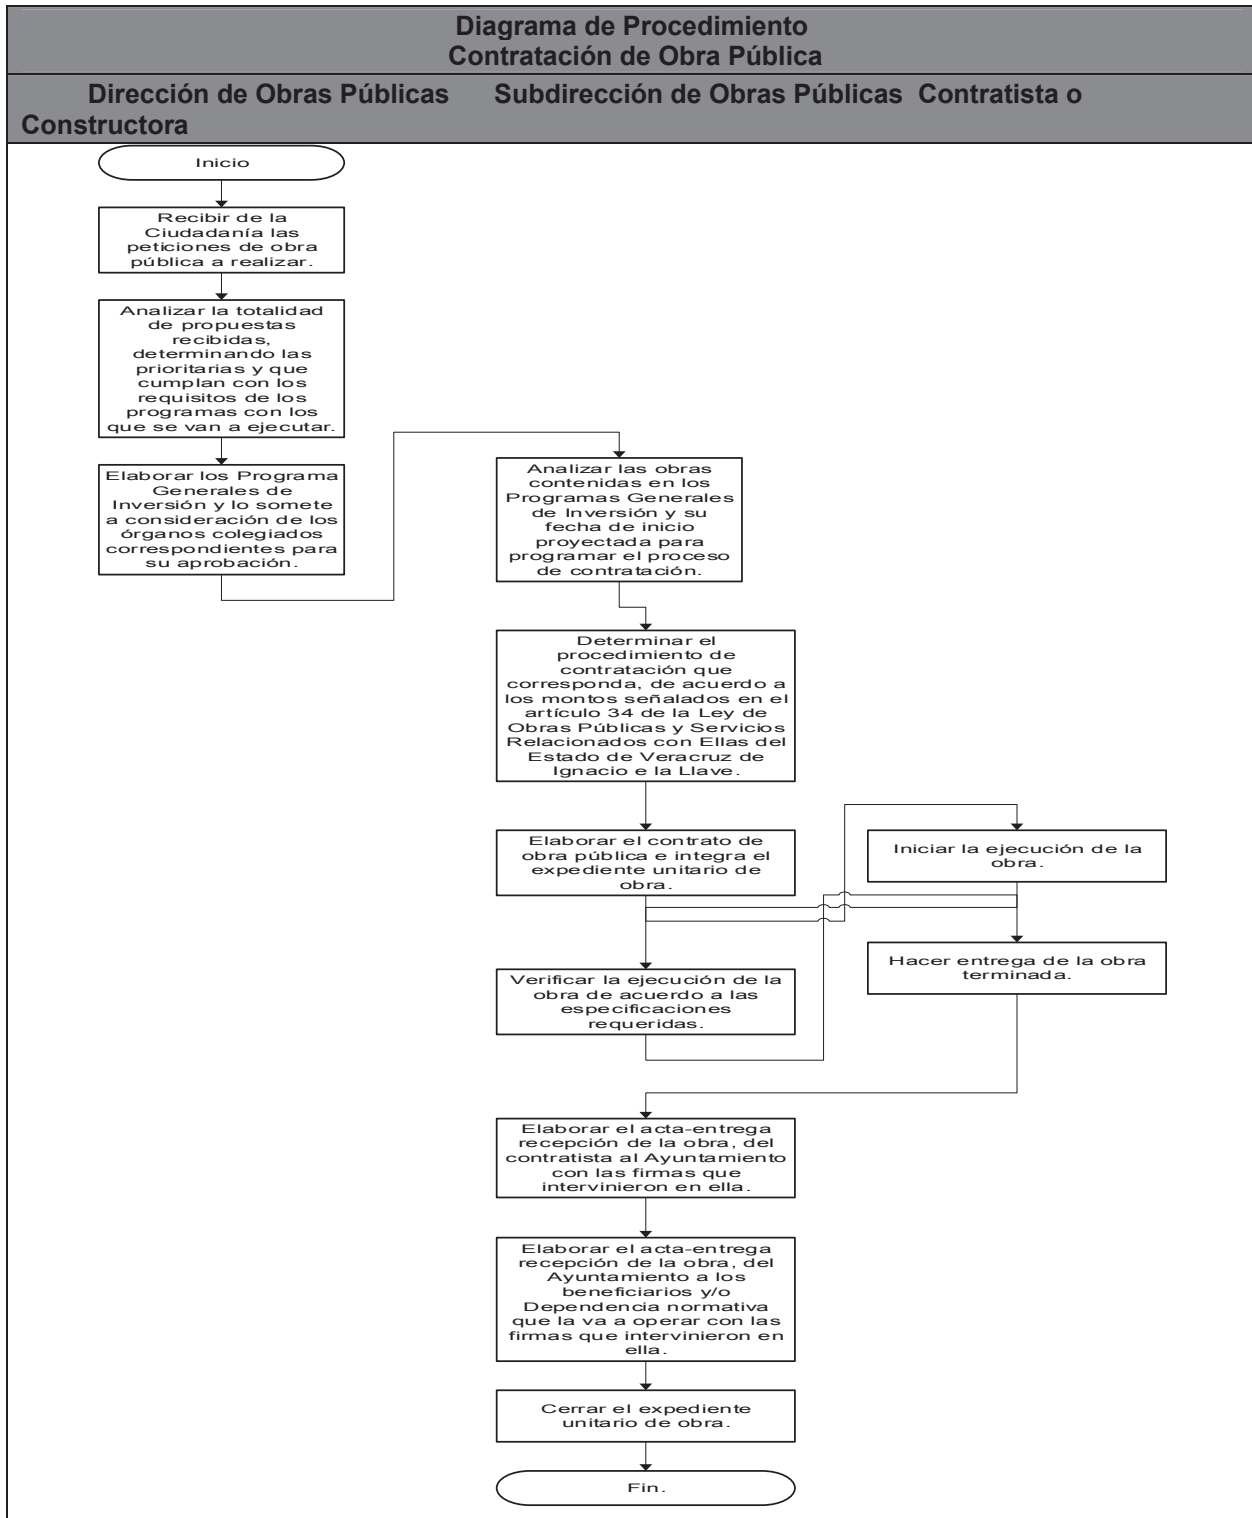 Diagrama de Procedimiento
Contratación de Obra Pública
Dirección de Obras Públicas Subdirección de Obras Públicas Contratista o
Constructora
Inicio
Recibir de la
Ciudadanía las
peticiones de obra
pública a realizar.
Analizar la totalidad
de propuestas
recibidas,
determinando las
prioritarias y que
cumplan con los
requisitos de los
programas con los
que se van a ejecutar.
Elaborar los Programa
Generales de
Inversión y lo somete
a consideración de los
órganos colegiados
correspondientes para
su aprobación.
Analizar las obras
contenidas en los
Programas Generales
de Inversión y su
fecha de inicio
proyectada para
programar el proceso
de contratación.
Determinar el
procedimiento de
contratación que
corresponda, de acuerdo a
los montos señalados en el
artículo 34 de la Ley de
Obras Públicas y Servicios
Relacionados con Ellas del
Estado de Veracruz de
Ignacio e la Llave.
Elaborar el contrato de
obra pública e integra el
expediente unitario de
obra.
Iniciar la ejecución de la
obra.
Verificar la ejecución de la
obra de acuerdo a las
especificaciones
requeridas.
Hacer entrega de la obra
terminada.
Elaborar el acta-entrega
recepción de la obra, del
contratista al Ayuntamiento
con las firmas que
intervinieron en ella.
Elaborar el acta-entrega
recepción de la obra, del
Ayuntamiento a los
beneficiarios y/o
Dependencia normativa
que la va a operar con las
firmas que intervinieron en
ella.
Cerrar el expediente
unitario de obra.
Fin.